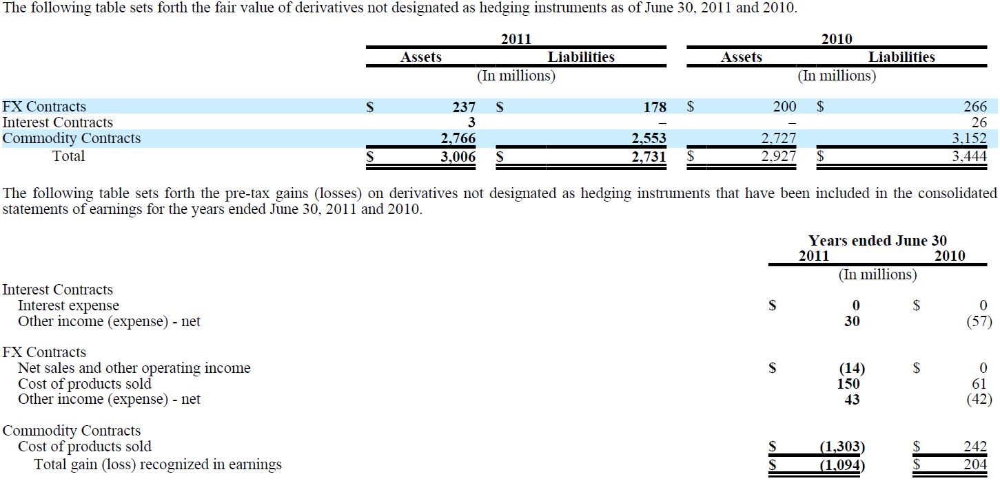 The following table sets forth the fair value of derivatives not designated as hedging instruments as of June 30, 2011 and 2010.
2011 2010
Assets Liabilities Assets Liabilities
(In millions) (In millions)
FX Contracts $ 237 $ 178 $ 200 $ 266
Interest Contracts 3 – – 26
Commodity Contracts 2,766 2,553 2,727 3,152
Total $ 3,006 $ 2,731 $ 2,927 $ 3,444
The following table sets forth the pre-tax gains (losses) on derivatives not designated as hedging instruments that have been included in the consolidated
statements of earnings for the years ended June 30, 2011 and 2010.
Years ended June 30
2011 2010
(In millions)
Interest Contracts
Interest expense $ 0 $ 0
Other income (expense) - net 30 (57)
FX Contracts
Net sales and other operating income $ (14) $ 0
Cost of products sold 150 61
Other income (expense) - net 43 (42)
Commodity Contracts
Cost of products sold $ (1,303) $ 242
Total gain (loss) recognized in earnings $ (1,094) $ 204